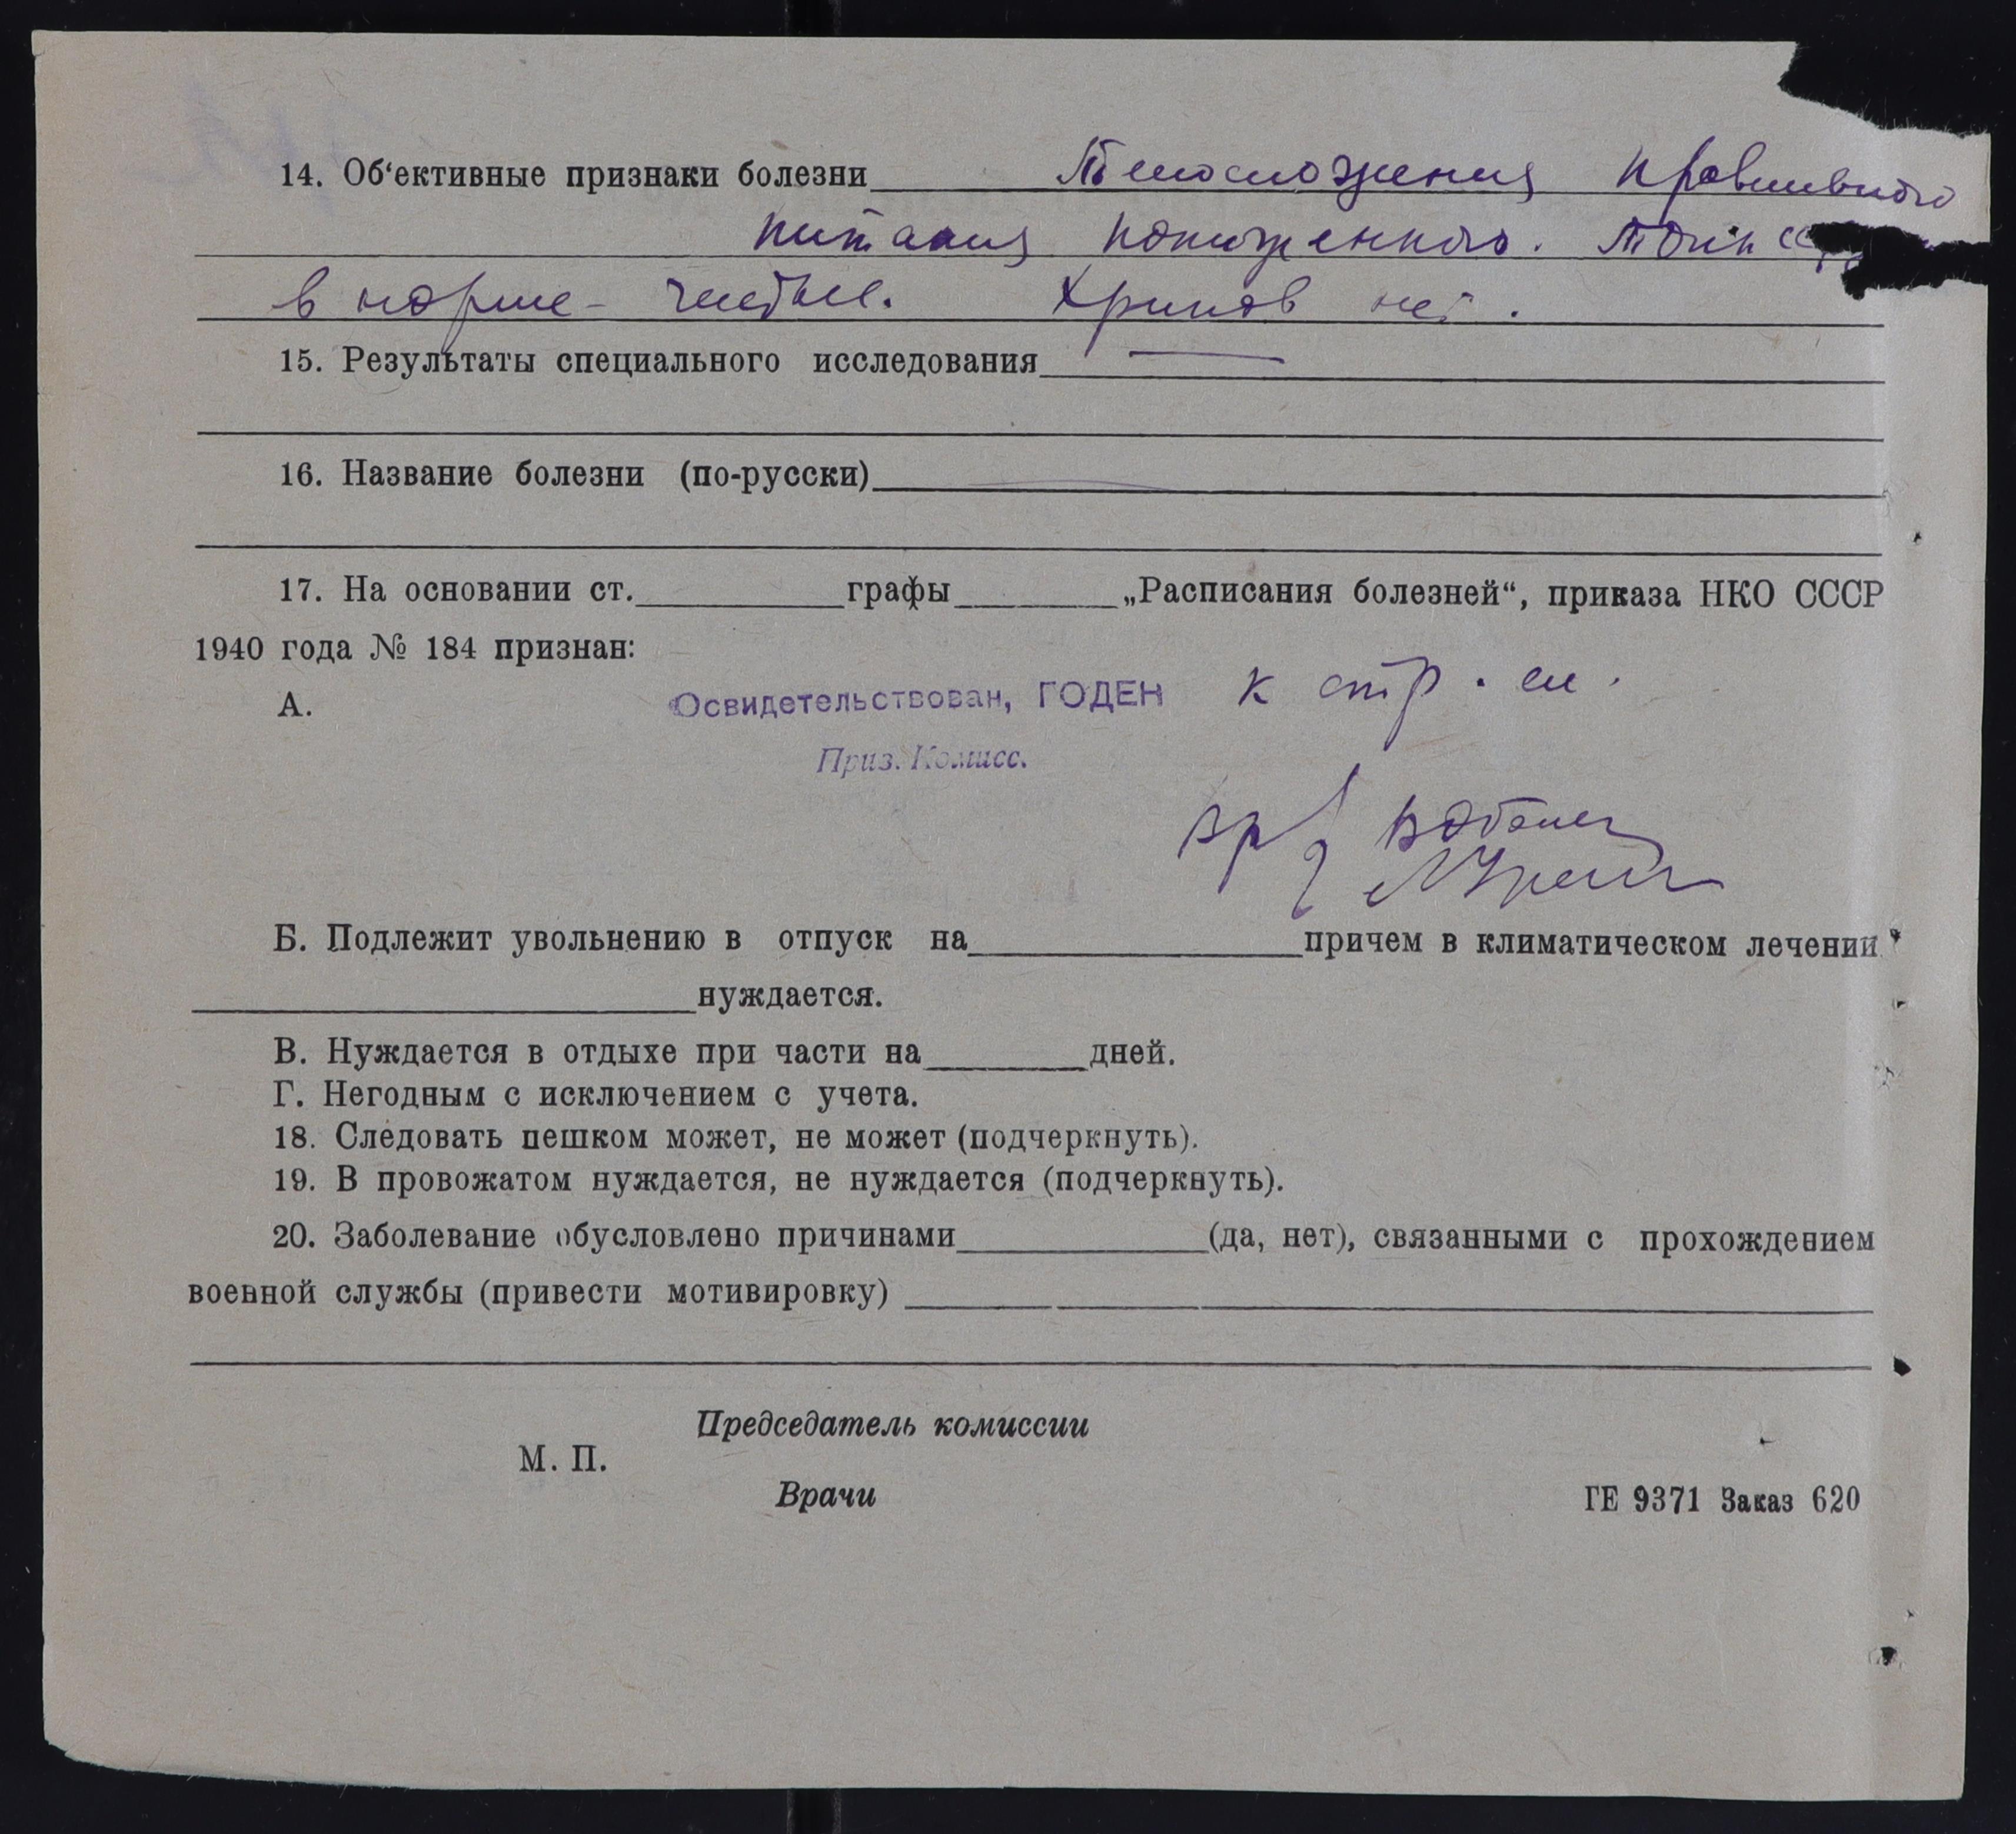 14. Об‘ективные признаки болезни Телосложения правильного
питания пониженного. Тоны се
в норме - чистые. Хрипов нет.
15. Результаты специального исследования —
16. Название болезни (по-русски)
17. На основании ст. графы „Расписания болезней“, приказа НКО СССР
1940 года № 184 признан:
А. Освидетельствован, ГОДЕН к стр. сл.
Приз. Комисс.
Б. Подлежит увольнению в отпуск на причем в климатическом лечении
нуждается.
В. Нуждается в отдыхе при части на дней.
Г. Негодным с исключением с учета.
18. Следовать пешком может, не может (подчеркнуть).
19. В провожатом нуждается, не нуждается (подчеркнуть).
20. Заболевание обусловлено причинами (да, нет), связанными с прохождением
военной службы (привести мотивировку)
Председатель комиссии
М. П.
Врачи
ГЕ 9371 Заказ 620